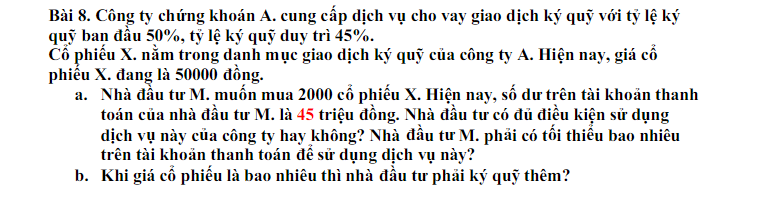 Bài 8. Công ty chứng khoán A. cung cấp dịch vụ cho vay giao dịch ký quỹ với tỷ lệ ký
quỹ ban đầu 50%, tỷ lệ ký quỹ duy trì 45%.
Cổ phiếu X. nằm trong danh mục giao dịch ký quỹ của công ty A. Hiện nay, giá cổ
phiếu X. đang là 50000 đồng.
a. Nhà đầu tư M. muốn mua 2000 cổ phiếu X. Hiện nay, số dư trên tài khoản thanh
toán của nhà đầu tư M. là 45 triệu đồng. Nhà đầu tư có đủ điều kiện sử dụng
dịch vụ này của công ty hay không? Nhà đầu tư M. phải có tối thiểu bao nhiêu
trên tài khoản thanh toán để sử dụng dịch vụ này?
b. Khi giá cổ phiếu là bao nhiêu thì nhà đầu tư phải ký quỹ thêm?